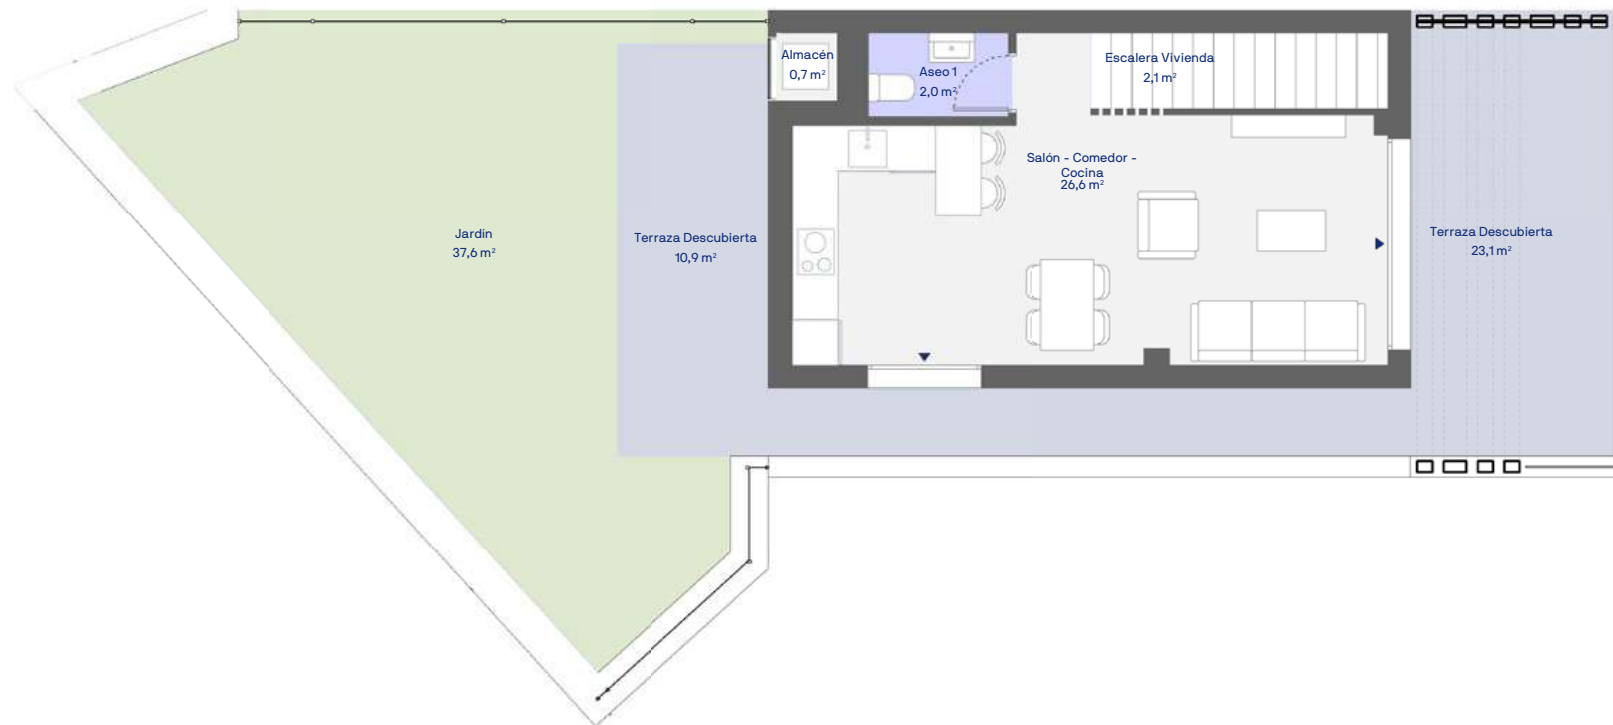 Almacén
0,7 m²
Aseo 1
2,0 m²
Escalera Vivienda
2,1 m²
Salón - Comedor -
Cocina
26,6 m²
Jardín
37,6 m²
Terraza Descubierta
10,9 m²
Terraza Descubierta
23,1 m²